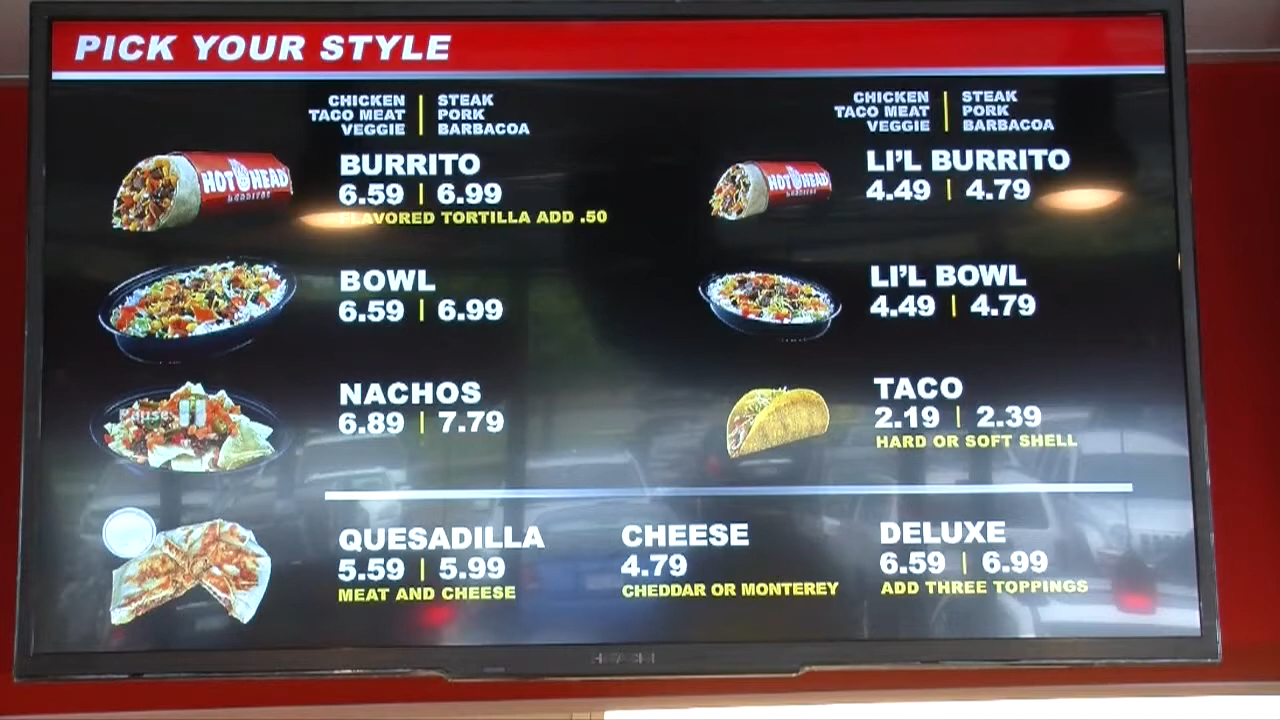 PICK YOUR STYLE
CHICKEN | STEAK
TACO MEAT | PORK
VEGGIE | BARBACOA
BURRITO
6.59 | 6.99
FLAVORED TORTILLA ADD .50
HOT HEAD
BURRITOS
BOWL
6.59 | 6.99
NACHOS
6.89 | 7.79
Pause
CHICKEN | STEAK
TACO MEAT | PORK
VEGGIE | BARBACOA
LI'L BURRITO
4.49 | 4.79
HOT HEAD
BURRITOS
LI'L BOWL
4.49 | 4.79
TACO
2.19 | 2.39
HARD OR SOFT SHELL
QUESADILLA
5.59 | 5.99
MEAT AND CHEESE
CHEESE
4.79
CHEDDAR OR MONTEREY
DELUXE
6.59 | 6.99
ADD THREE TOPPINGS
HITACHI